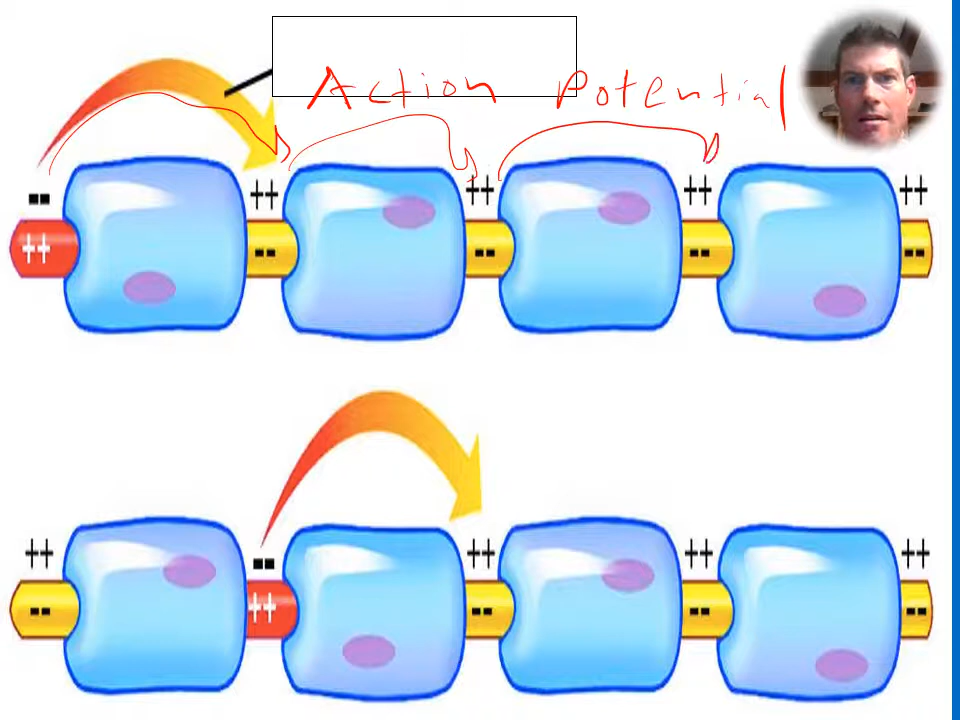 Action Potential
-- ++ ++ ++ ++
++ -- -- -- --
++ -- ++ ++ ++
-- ++ -- -- --